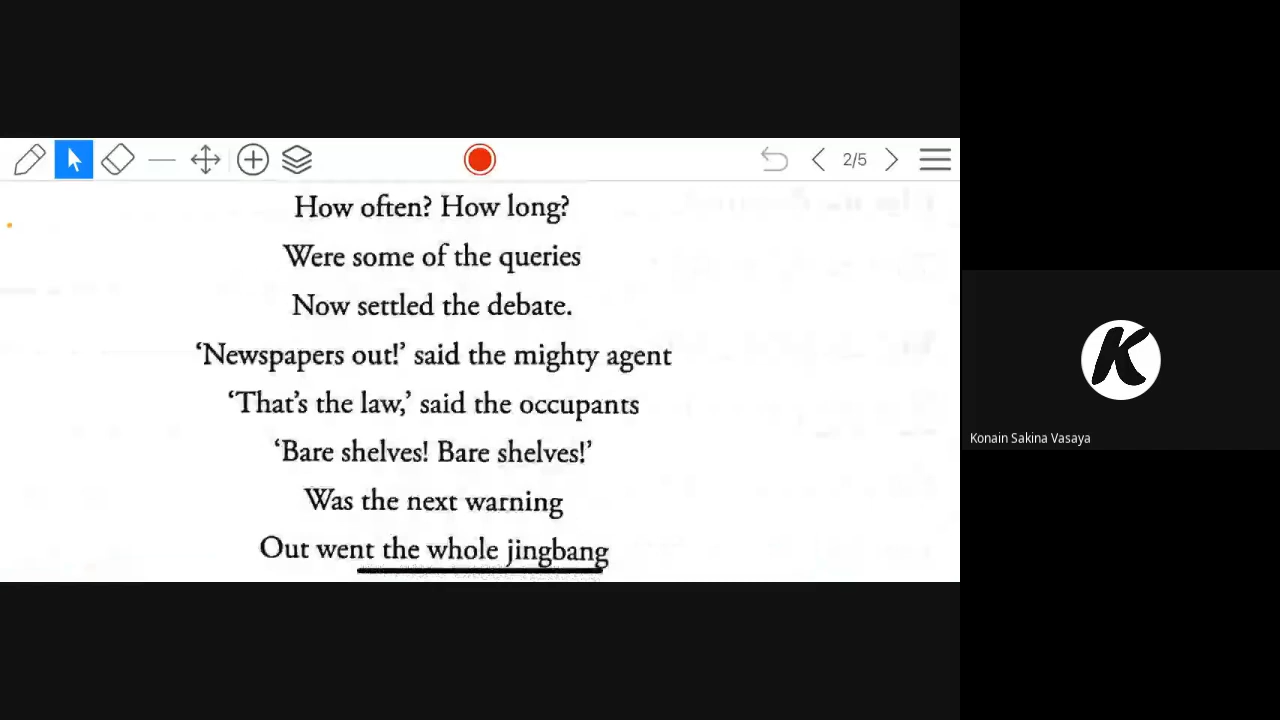 2/5
How often? How long?
Were some of the queries
Now settled the debate.
‘Newspapers out!’ said the mighty agent
‘That’s the law,’ said the occupants
‘Bare shelves! Bare shelves!’
Was the next warning
Out went the whole jingbang
K
Konain Sakina Vasaya